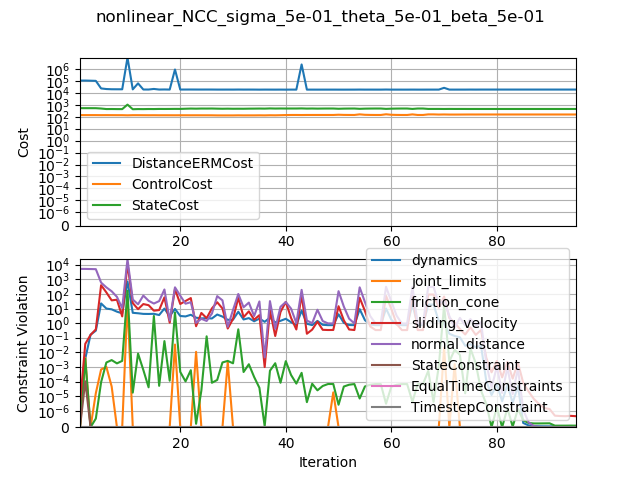 nonlinear_NCC_sigma_5e-01_theta_5e-01_beta_5e-01
Cost
10^6
10^5
10^4
10^3
10^2
10^1
10^0
10^-1
10^-2
10^-3
10^-4
10^-5
10^-6
0
DistanceERMCost
ControlCost
StateCost
20 40 60 80
Constraint Violation
10^4
10^3
10^2
10^1
10^0
10^-1
10^-2
10^-3
10^-4
10^-5
10^-6
0
dynamics
joint_limits
friction_cone
sliding_velocity
normal_distance
StateConstraint
EqualTimeConstraints
TimestepConstraint
20 40 60 80
Iteration